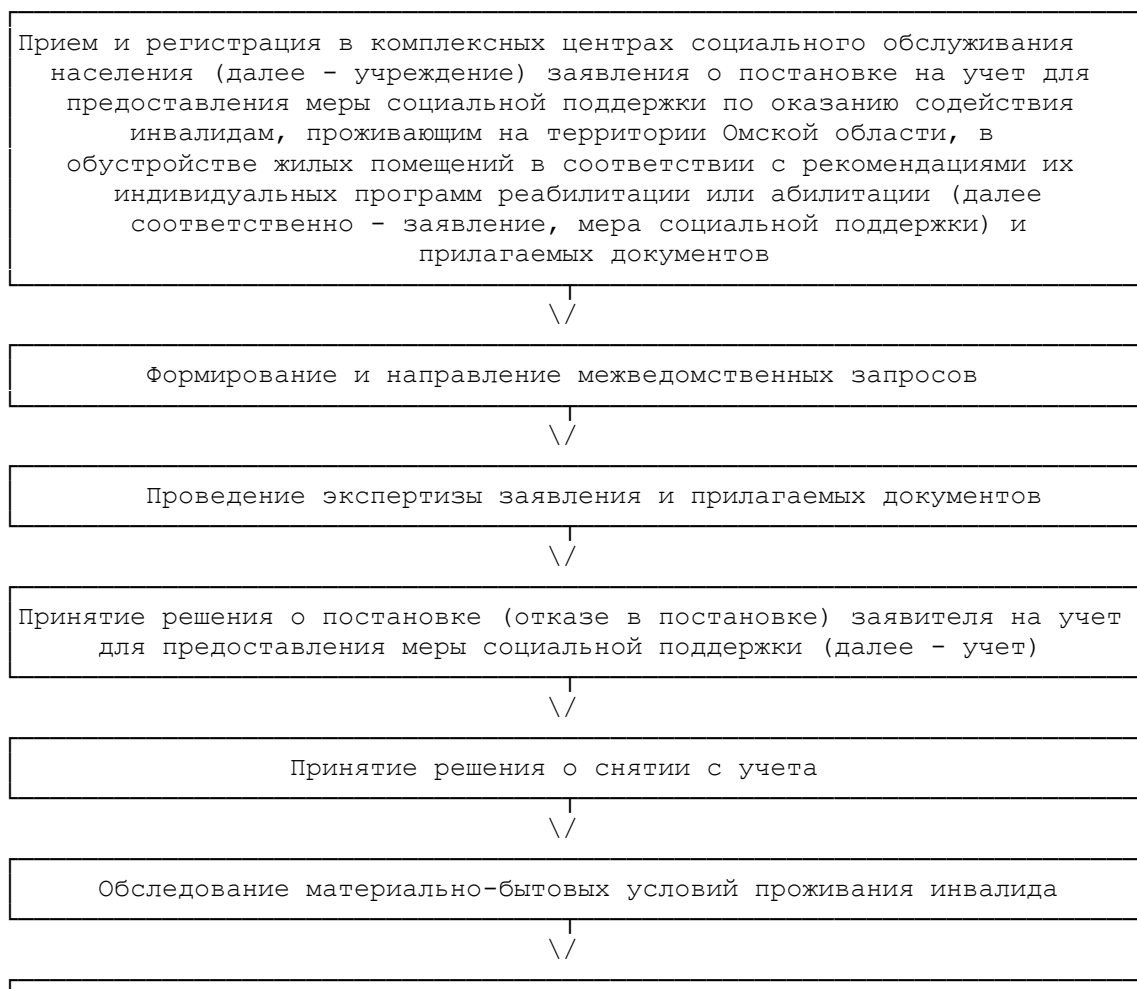 Прием и регистрация в комплексных центрах социального обслуживания
населения (далее - учреждение) заявления о постановке на учет для
предоставления меры социальной поддержки по оказанию содействия
инвалидам, проживающим на территории Омской области, в
обустройстве жилых помещений в соответствии с рекомендациями их
индивидуальных программ реабилитации или абилитации (далее
соответственно - заявление, мера социальной поддержки) и
прилагаемых документов
\/
Формирование и направление межведомственных запросов
\/
Проведение экспертизы заявления и прилагаемых документов
\/
Принятие решения о постановке (отказе в постановке) заявителя на учет
для предоставления меры социальной поддержки (далее - учет)
\/
Принятие решения о снятии с учета
\/
Обследование материально-бытовых условий проживания инвалида
\/